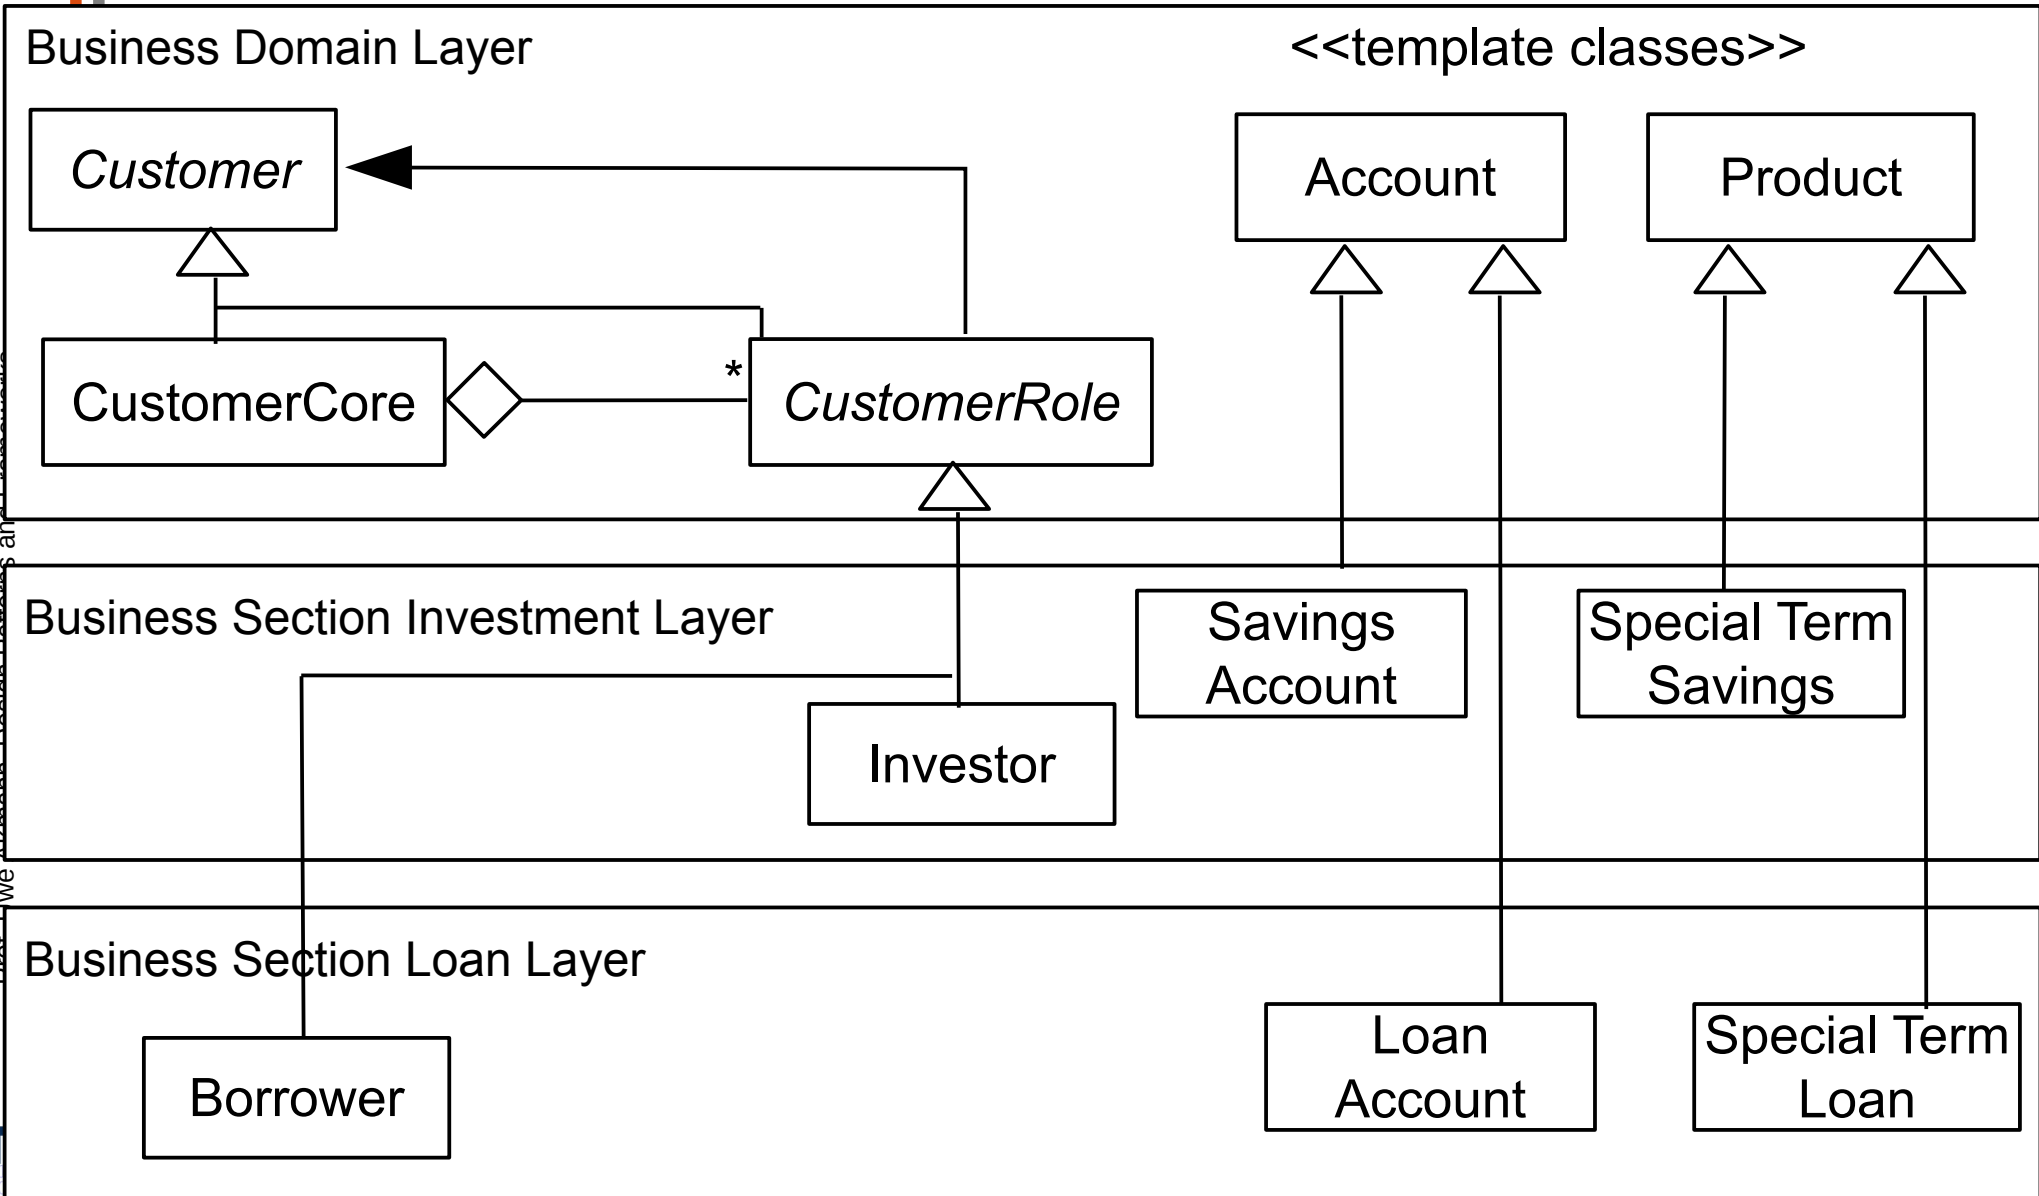 Business Domain Layer
<<template classes>>
Customer
Account
Product
CustomerCore
*
CustomerRole
Business Section Investment Layer
Savings
Account
Special Term
Savings
Investor
Business Section Loan Layer
Loan
Account
Special Term
Loan
Borrower